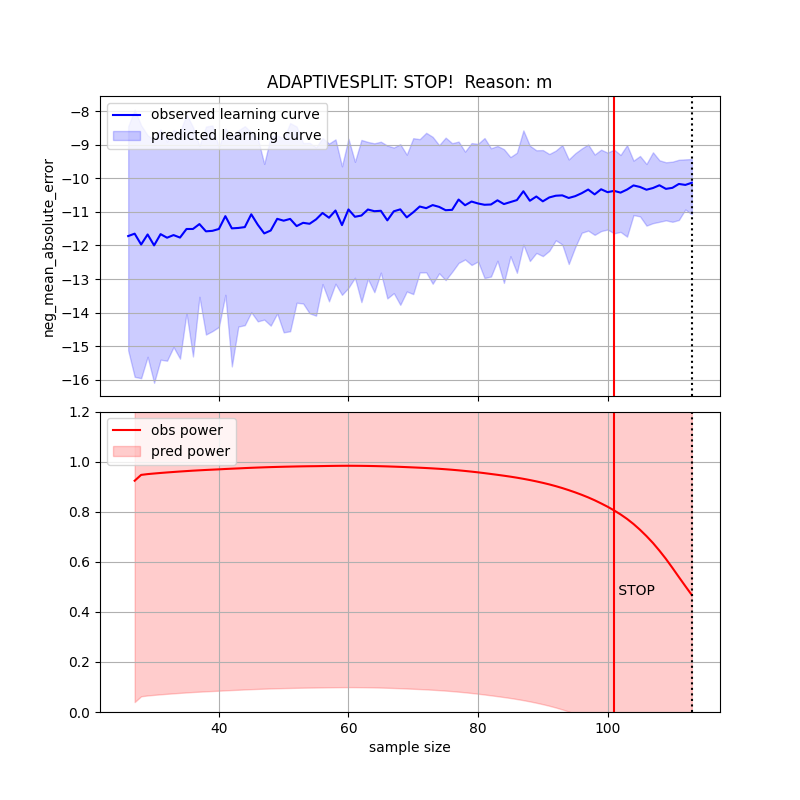 ADAPTIVESPLIT: STOP!  Reason: m
observed learning curve
predicted learning curve
neg_mean_absolute_error
−8
−9
−10
−11
−12
−13
−14
−15
−16
obs power
pred power
1.2
1.0
0.8
0.6
0.4
0.2
0.0
STOP
40
60
80
100
sample size